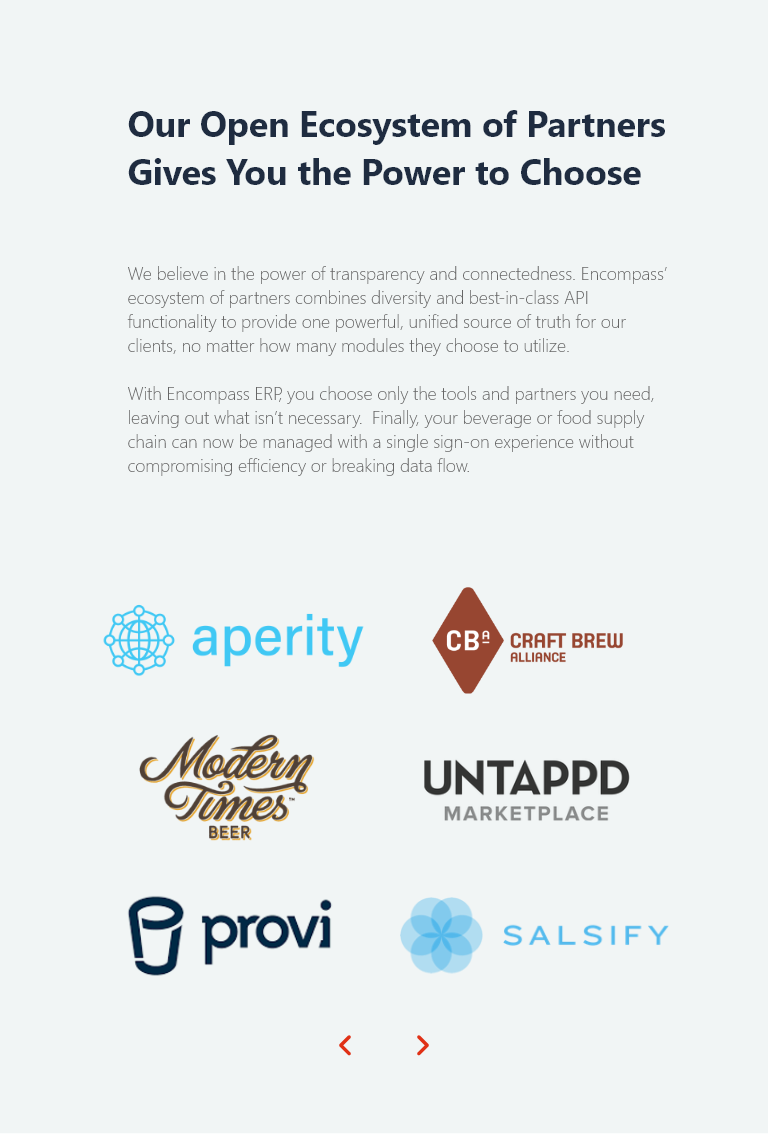 Our Open Ecosystem of Partners
Gives You the Power to Choose
We believe in the power of transparency and connectedness. Encompass’
ecosystem of partners combines diversity and best-in-class API
functionality to provide one powerful, unified source of truth for our
clients, no matter how many modules they choose to utilize.
With Encompass ERP, you choose only the tools and partners you need,
leaving out what isn’t necessary.  Finally, your beverage or food supply
chain can now be managed with a single sign-on experience without
compromising efficiency or breaking data flow.
aperity
CBA CRAFT BREW
ALLIANCE
Modern
Times™
BEER
UNTAPPD
MARKETPLACE
provi
SALSIFY